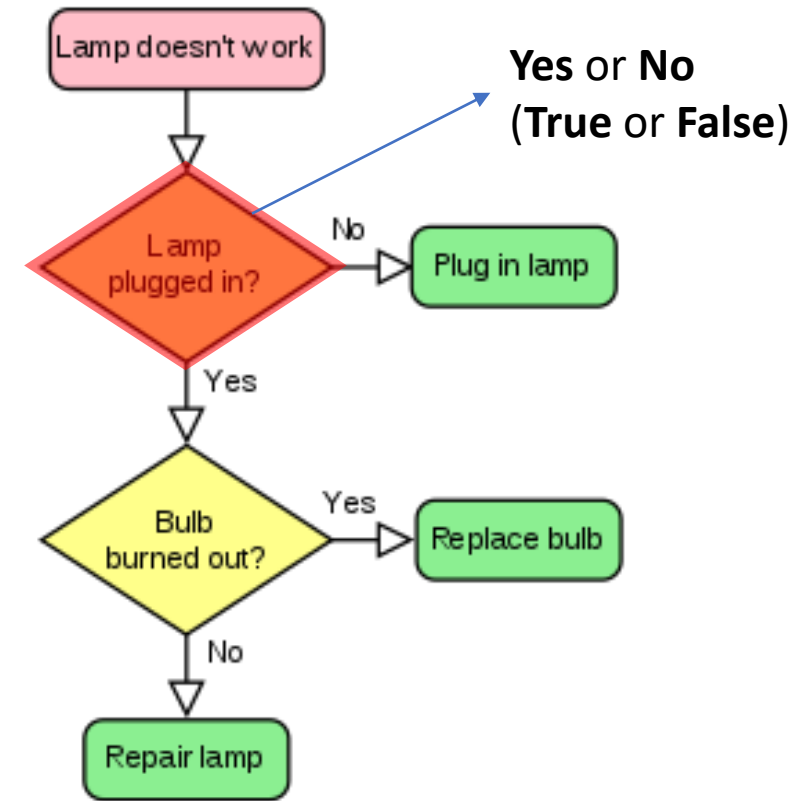 Lamp doesn't work
Yes or No
(True or False)
Lamp
plugged in?
No
Plug in lamp
Yes
Bulb
burned out?
Yes
Replace bulb
No
Repair lamp